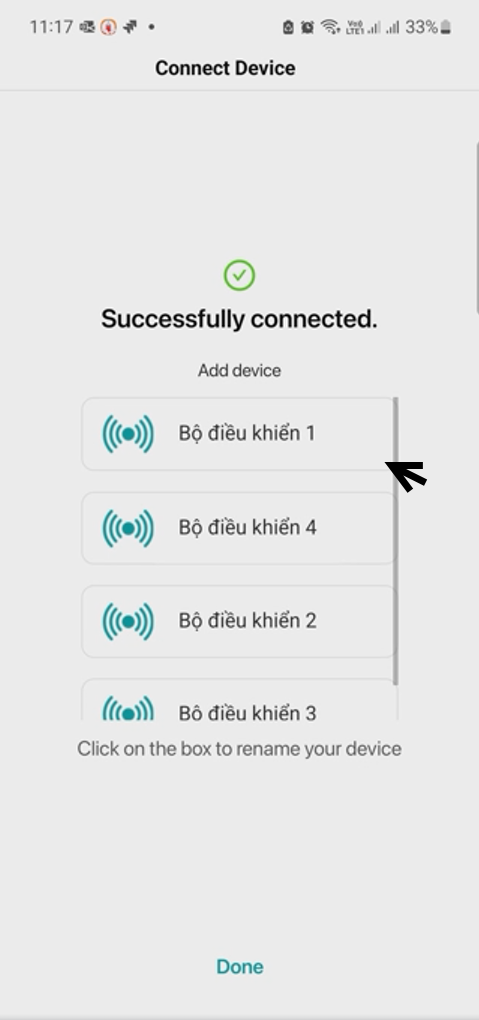 11:17 33%
Connect Device
Successfully connected.
Add device
Bộ điều khiển 1
Bộ điều khiển 4
Bộ điều khiển 2
Bộ điều khiển 3
Click on the box to rename your device
Done